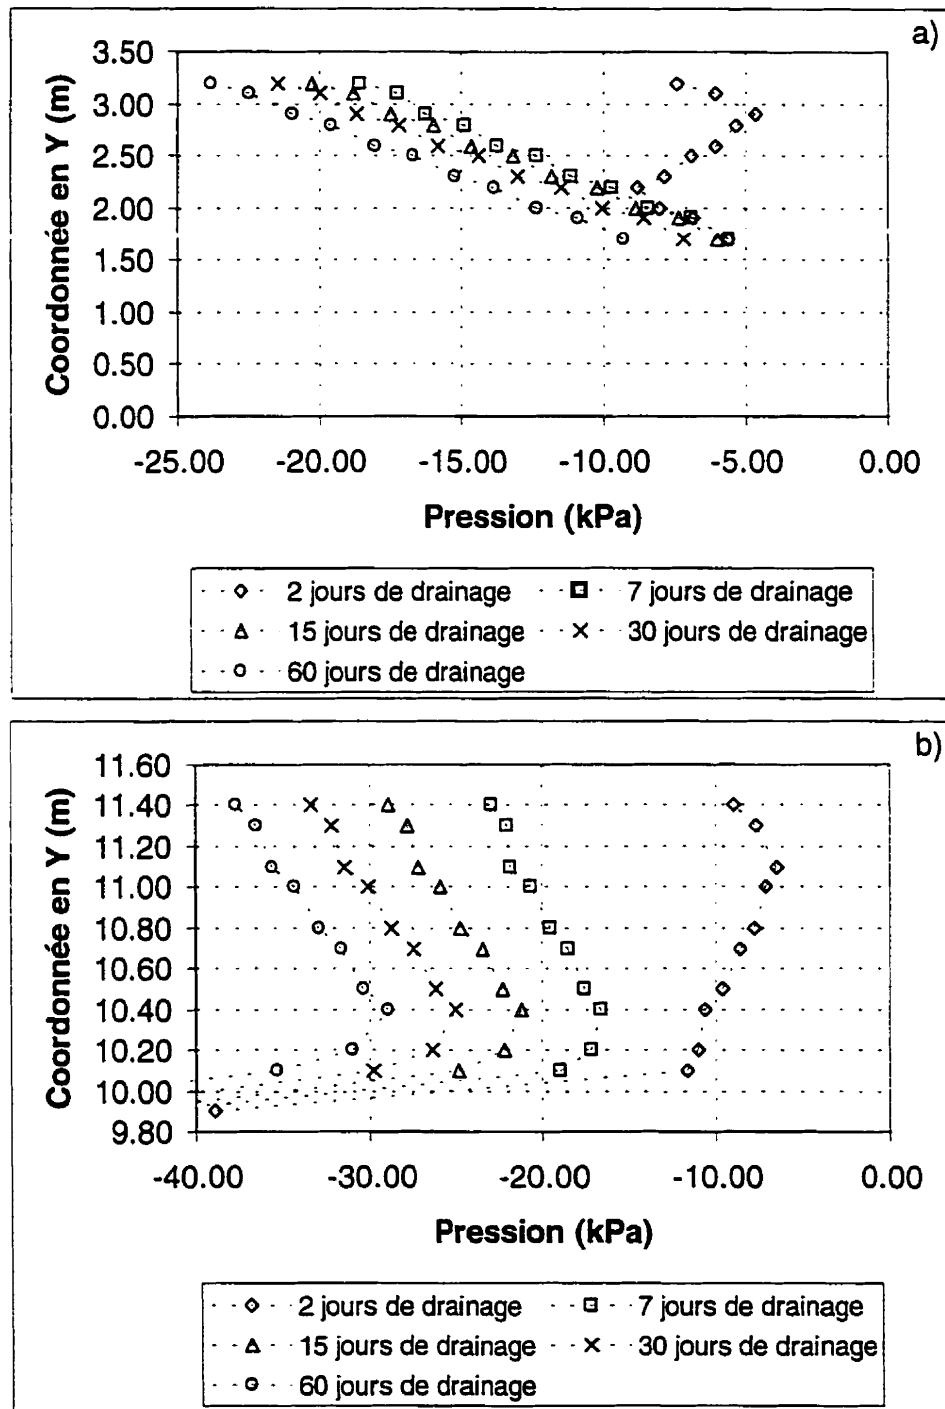 a)
Coordonnée en Y (m)
3.50
3.00
2.50
2.00
1.50
1.00
0.50
0.00
-25.00 -20.00 -15.00 -10.00 -5.00 0.00
Pression (kPa)
2 jours de drainage 7 jours de drainage
15 jours de drainage 30 jours de drainage
60 jours de drainage
b)
Coordonnée en Y (m)
11.60
11.40
11.20
11.00
10.80
10.60
10.40
10.20
10.00
9.80
-40.00 -30.00 -20.00 -10.00 0.00
Pression (kPa)
2 jours de drainage 7 jours de drainage
15 jours de drainage 30 jours de drainage
60 jours de drainage